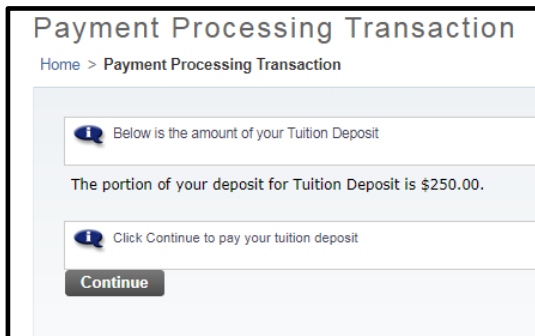 Payment Processing Transaction
Home > Payment Processing Transaction
Below is the amount of your Tuition Deposit
The portion of your deposit for Tuition Deposit is $250.00.
Click Continue to pay your tuition deposit
Continue